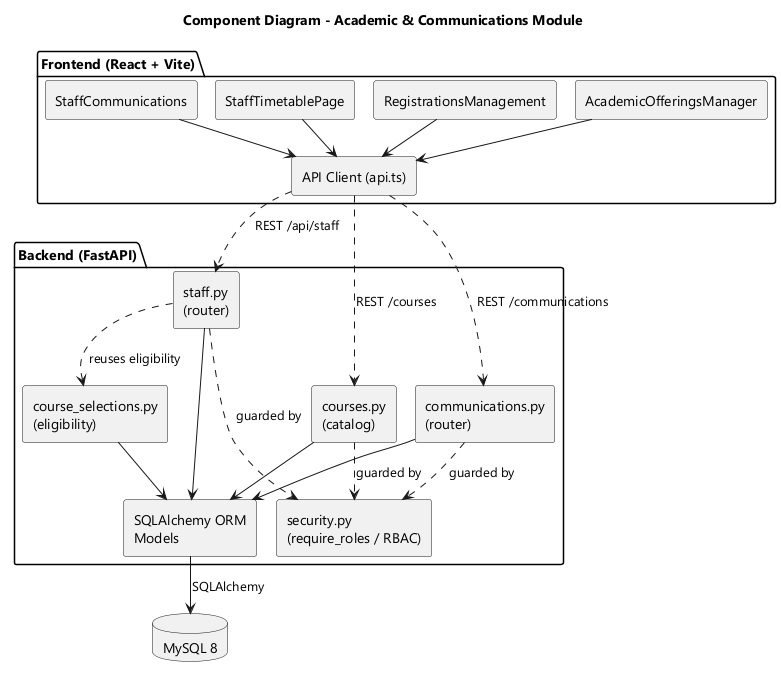 Component Diagram - Academic & Communications Module
Frontend (React + Vite)
StaffCommunications
StaffTimetablePage
RegistrationsManagement
AcademicOfferingsManager
API Client (api.ts)
REST /api/staff
Backend (FastAPI)
staff.py
(router)
REST /courses
REST /communications
reuses eligibility
course_selections.py
(eligibility)
guarded by
courses.py
(catalog)
communications.py
(router)
guarded by
guarded by
SQLAlchemy ORM
Models
security.py
(require_roles / RBAC)
SQLAlchemy
MySQL 8